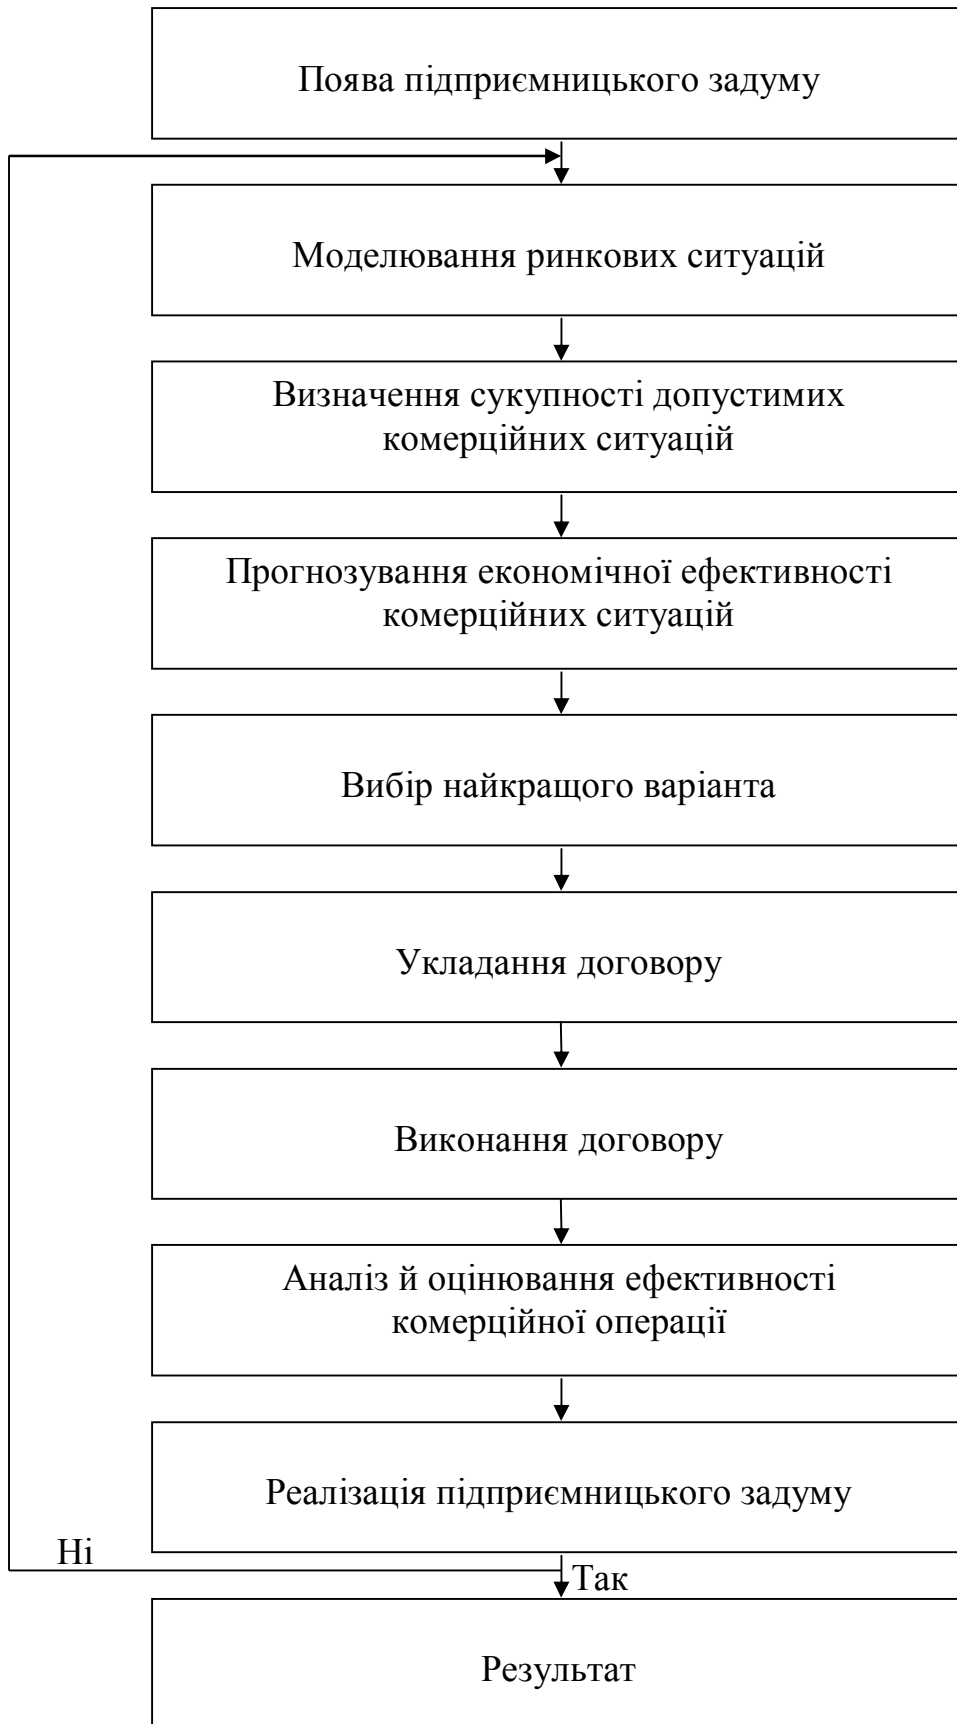 Поява підприємницького задуму
Моделювання ринкових ситуацій
Визначення сукупності допустимих
комерційних ситуацій
Прогнозування економічної ефективності
комерційних ситуацій
Вибір найкращого варіанта
Укладання договору
Виконання договору
Аналіз й оцінювання ефективності
комерційної операції
Реалізація підприємницького задуму
Ні
Так
Результат